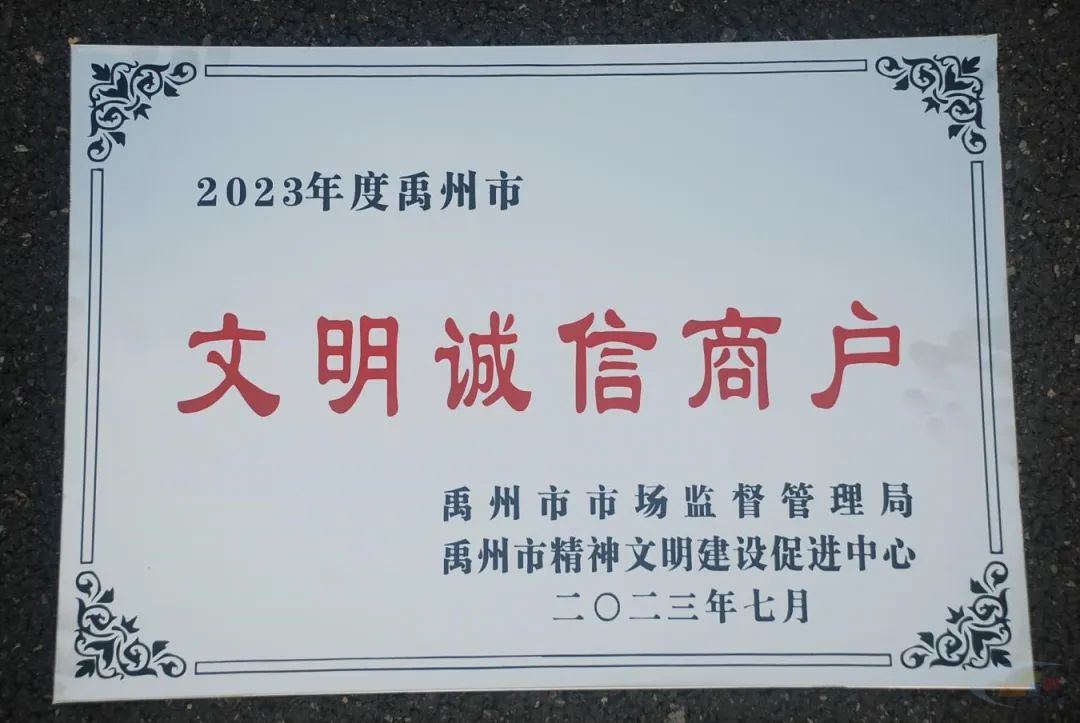 2023年度禹州市
文明诚信商户
禹州市市场监督管理局
禹州市精神文明建设促进中心
二〇二三年七月